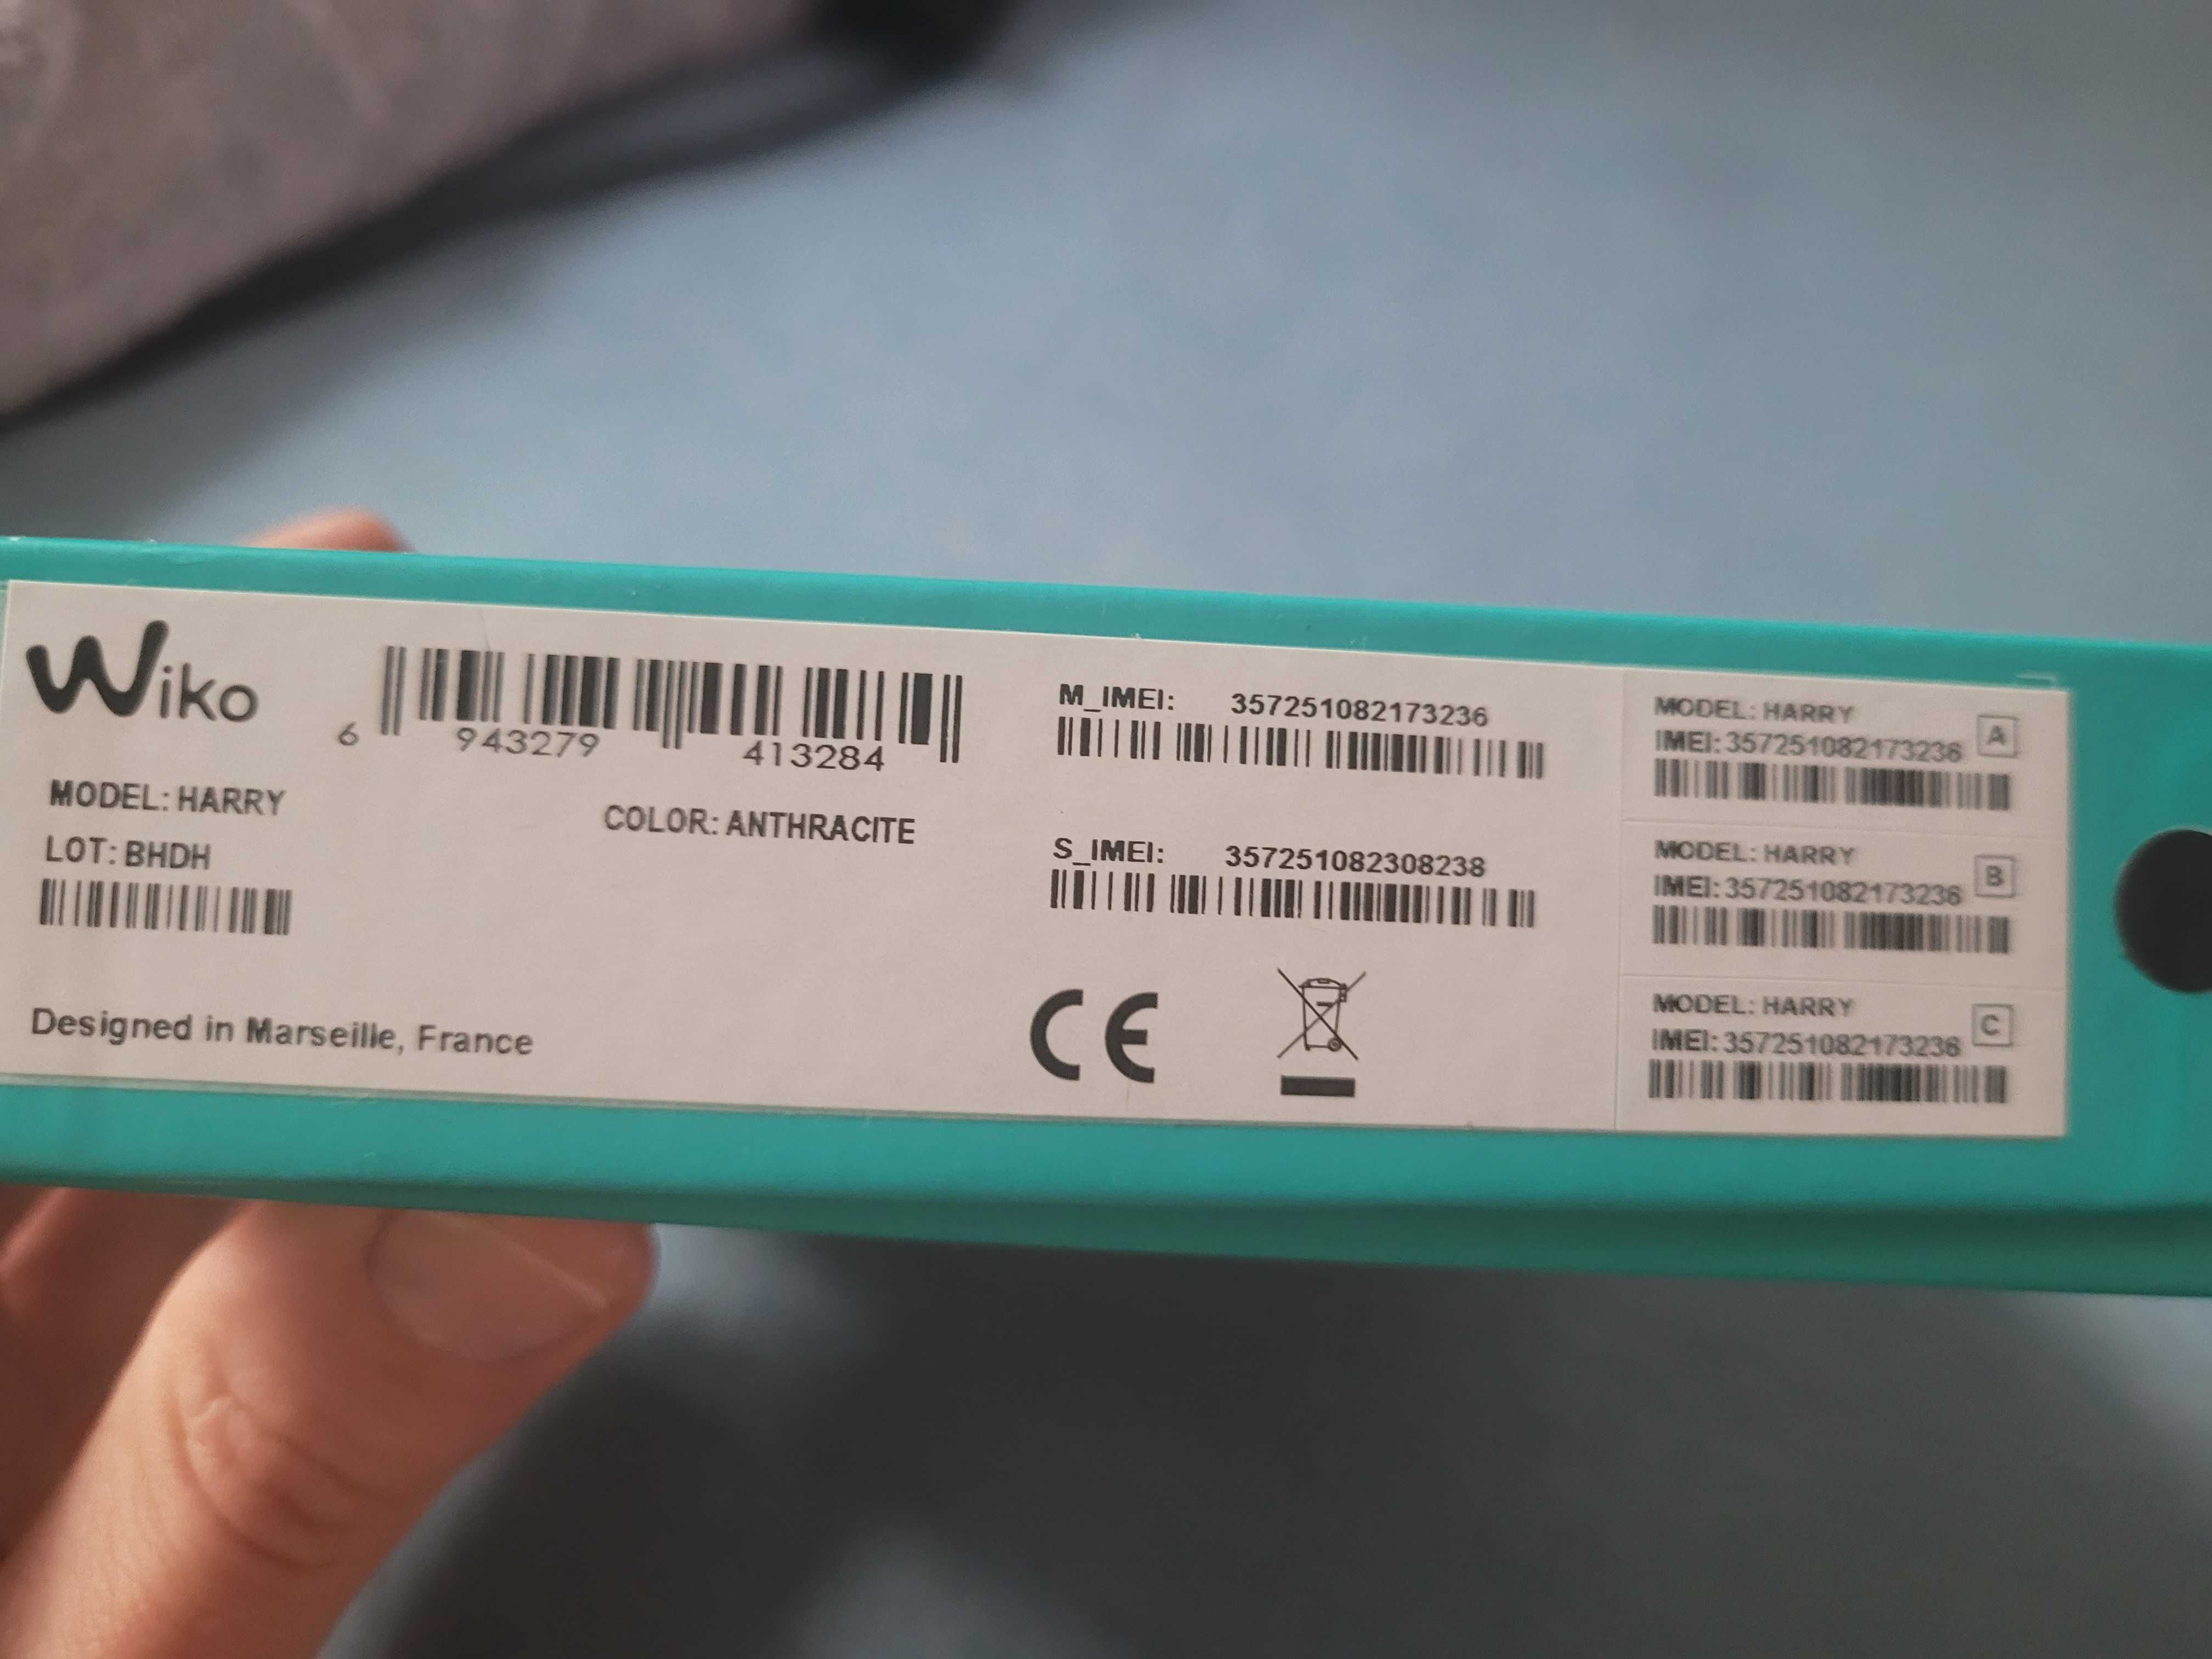 Wiko
6 943279 413284
MODEL: HARRY
COLOR: ANTHRACITE
LOT: BHDH
Designed in Marseille, France
M_IMEI: 357251082173236
S_IMEI: 357251082308238
CE
MODEL: HARRY
IMEI: 357251082173236
A
MODEL: HARRY
IMEI: 357251082173236
B
MODEL: HARRY
IMEI: 357251082173236
C